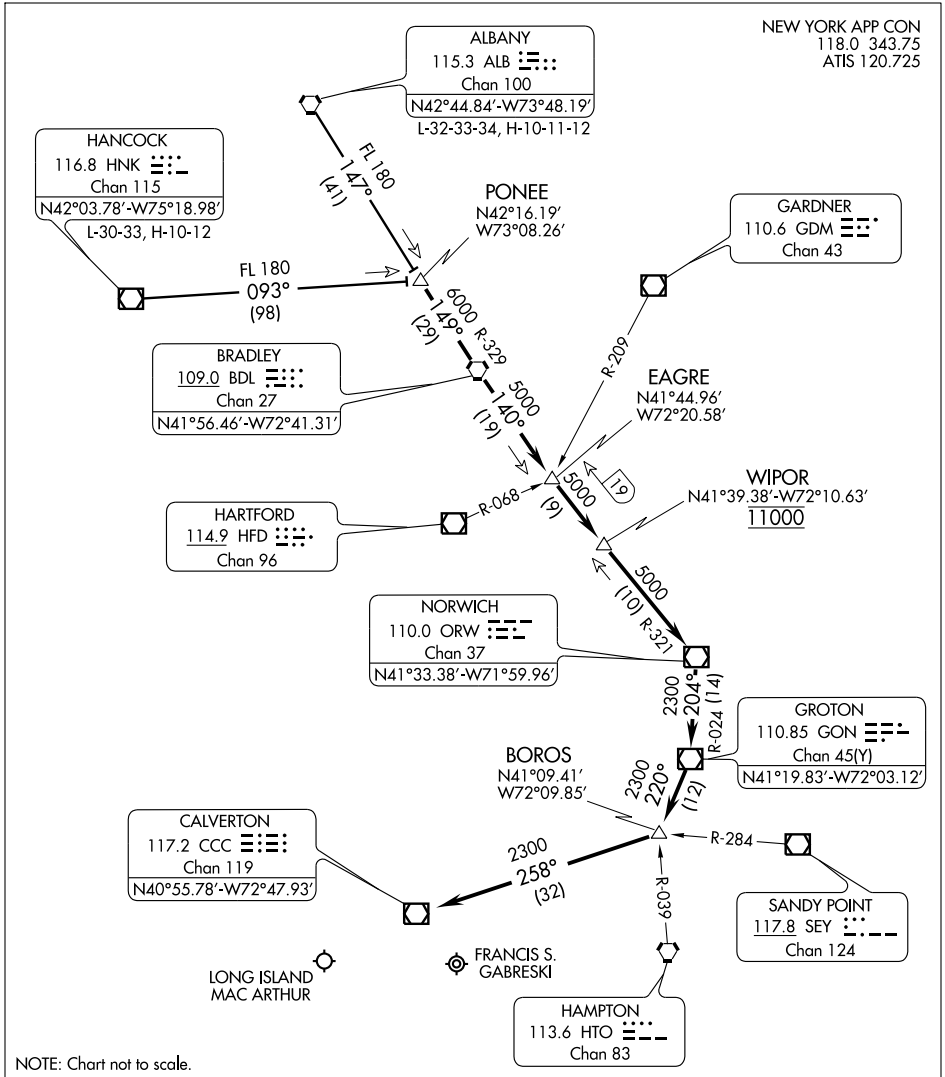 NEW YORK APP CON
118.0 343.75
ATIS 120.725
ALBANY
115.3 ALB
Chan 100
N42°44.84'-W73°48.19'
L-32-33-34, H-10-11-12
HANCOCK
116.8 HNK
Chan 115
N42°03.78'-W75°18.98'
L-30-33, H-10-12
FL 180
147°
(41)
PONEE
N42°16.19'
W73°08.26'
GARDNER
110.6 GDM
Chan 43
FL 180
093°
(98)
6000 R-329
149°
(29)
R-209
BRADLEY
109.0 BDL
Chan 27
N41°56.46'-W72°41.31'
5000
140°
(19)
EAGRE
N41°44.96'
W72°20.58'
19
5000
(9)
WIPOR
N41°39.38'-W72°10.63'
11000
R-068
HARTFORD
114.9 HFD
Chan 96
5000
(10) R-321
NORWICH
110.0 ORW
Chan 37
N41°33.38'-W71°59.96'
2300
204°
R-024 (14)
GROTON
110.85 GON
Chan 45(Y)
N41°19.83'-W72°03.12'
BOROS
N41°09.41'
W72°09.85'
2300
220°
(12)
CALVERTON
117.2 CCC
Chan 119
N40°55.78'-W72°47.93'
2300
258°
(32)
R-284
R-039
SANDY POINT
117.8 SEY
Chan 124
LONG ISLAND
MAC ARTHUR
FRANCIS S.
GABRESKI
HAMPTON
113.6 HTO
Chan 83
NOTE: Chart not to scale.